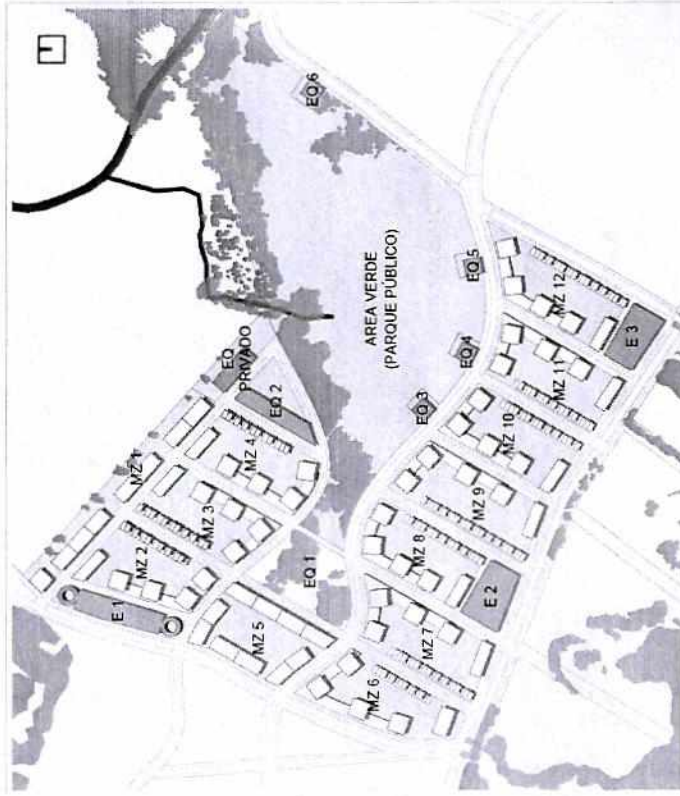 EQ 6
EQ
PRIVADO
EQ 2
AREA VERDE
(PARQUE PÚBLICO)
EQ 5
EQ 4
EQ 3
EQ 1
MZ 1
MZ 2
MZ 3
MZ 4
MZ 5
MZ 6
MZ 7
MZ 8
MZ 9
MZ 10
MZ 11
MZ 12
E 1
E 2
E 3